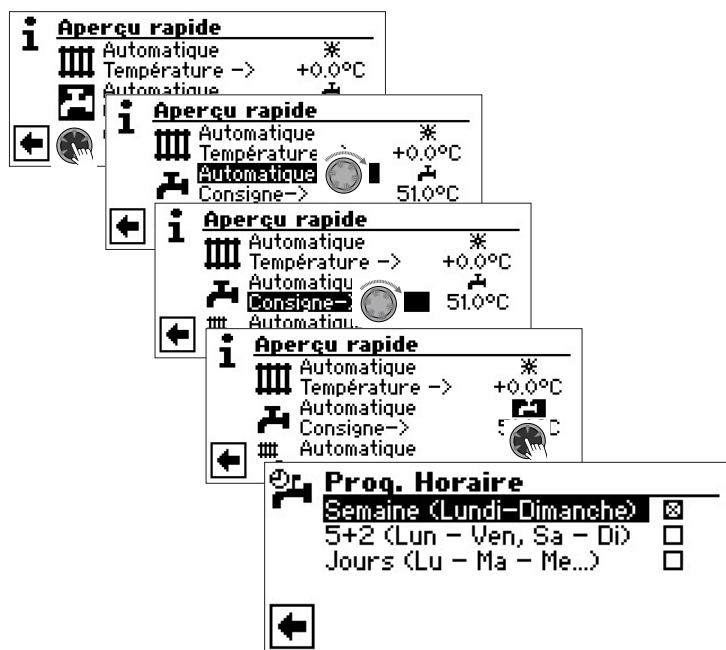 i Aperçu rapide
Automatique
Température -> +0.0°C
Automatique
i Aperçu rapide
Automatique
Température +0.0°C
Automatique
Consigne-> 51.0°C
i Aperçu rapide
Automatique
Température -> +0.0°C
Automatiqu
Consigne-> 51.0°C
Automatiqu
i Aperçu rapide
Automatique
Température -> +0.0°C
Automatique
Consigne-> 5 C
Automatique
Prog. Horaire
Semaine (Lundi-Dimanche)
5+2 (Lun - Ven, Sa - Di)
Jours (Lu - Ma - Me...)